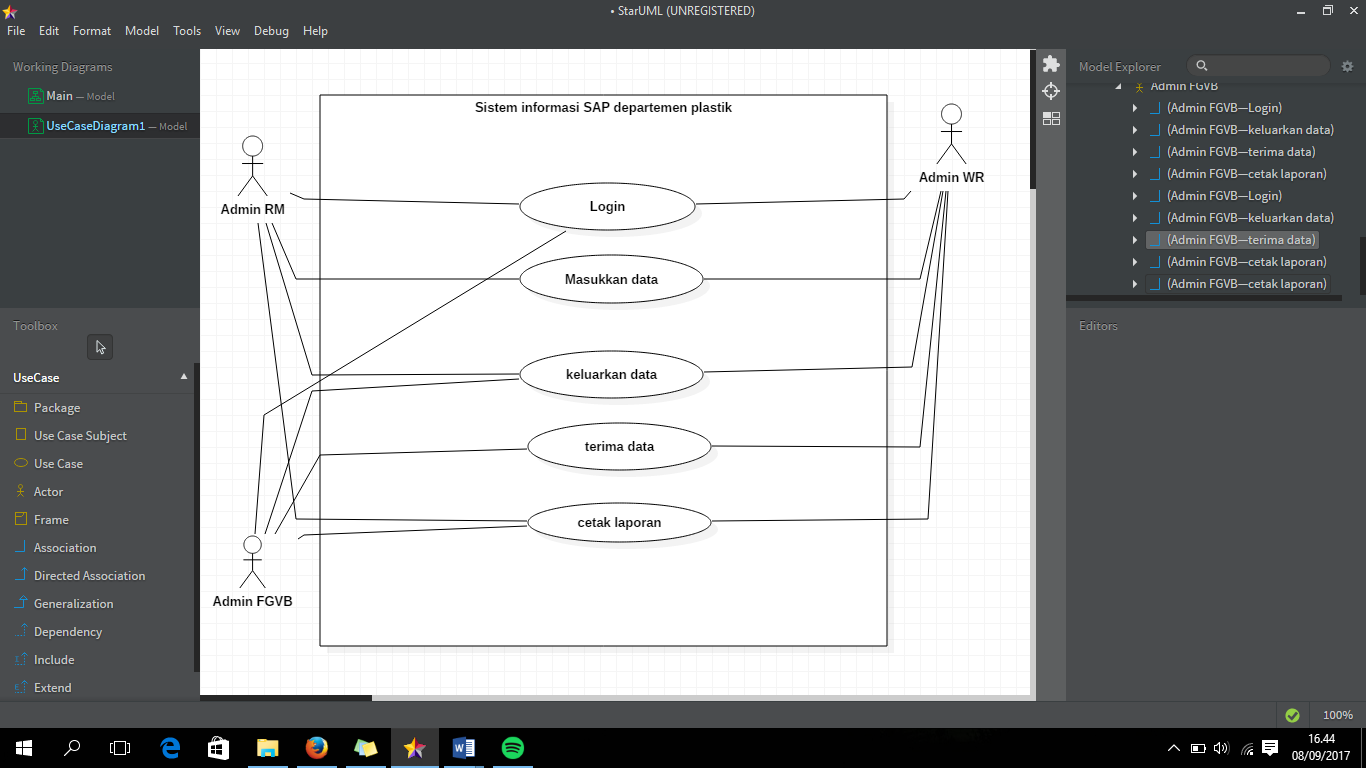 • StarUML (UNREGISTERED)
File Edit Format Model Tools View Debug Help
Working Diagrams
Main — Model
UseCaseDiagram1 — Model
Toolbox
UseCase
Package
Use Case Subject
Use Case
Actor
Frame
Association
Directed Association
Generalization
Dependency
Include
Extend
Sistem informasi SAP departemen plastik
Admin RM
Admin WR
Login
Masukkan data
keluarkan data
terima data
cetak laporan
Admin FGVB
Model Explorer
Admin FGVB
(Admin FGVB—Login)
(Admin FGVB—keluarkan data)
(Admin FGVB—terima data)
(Admin FGVB—cetak laporan)
(Admin FGVB—Login)
(Admin FGVB—keluarkan data)
(Admin FGVB—terima data)
(Admin FGVB—cetak laporan)
(Admin FGVB—cetak laporan)
Editors
100%
16.44
08/09/2017